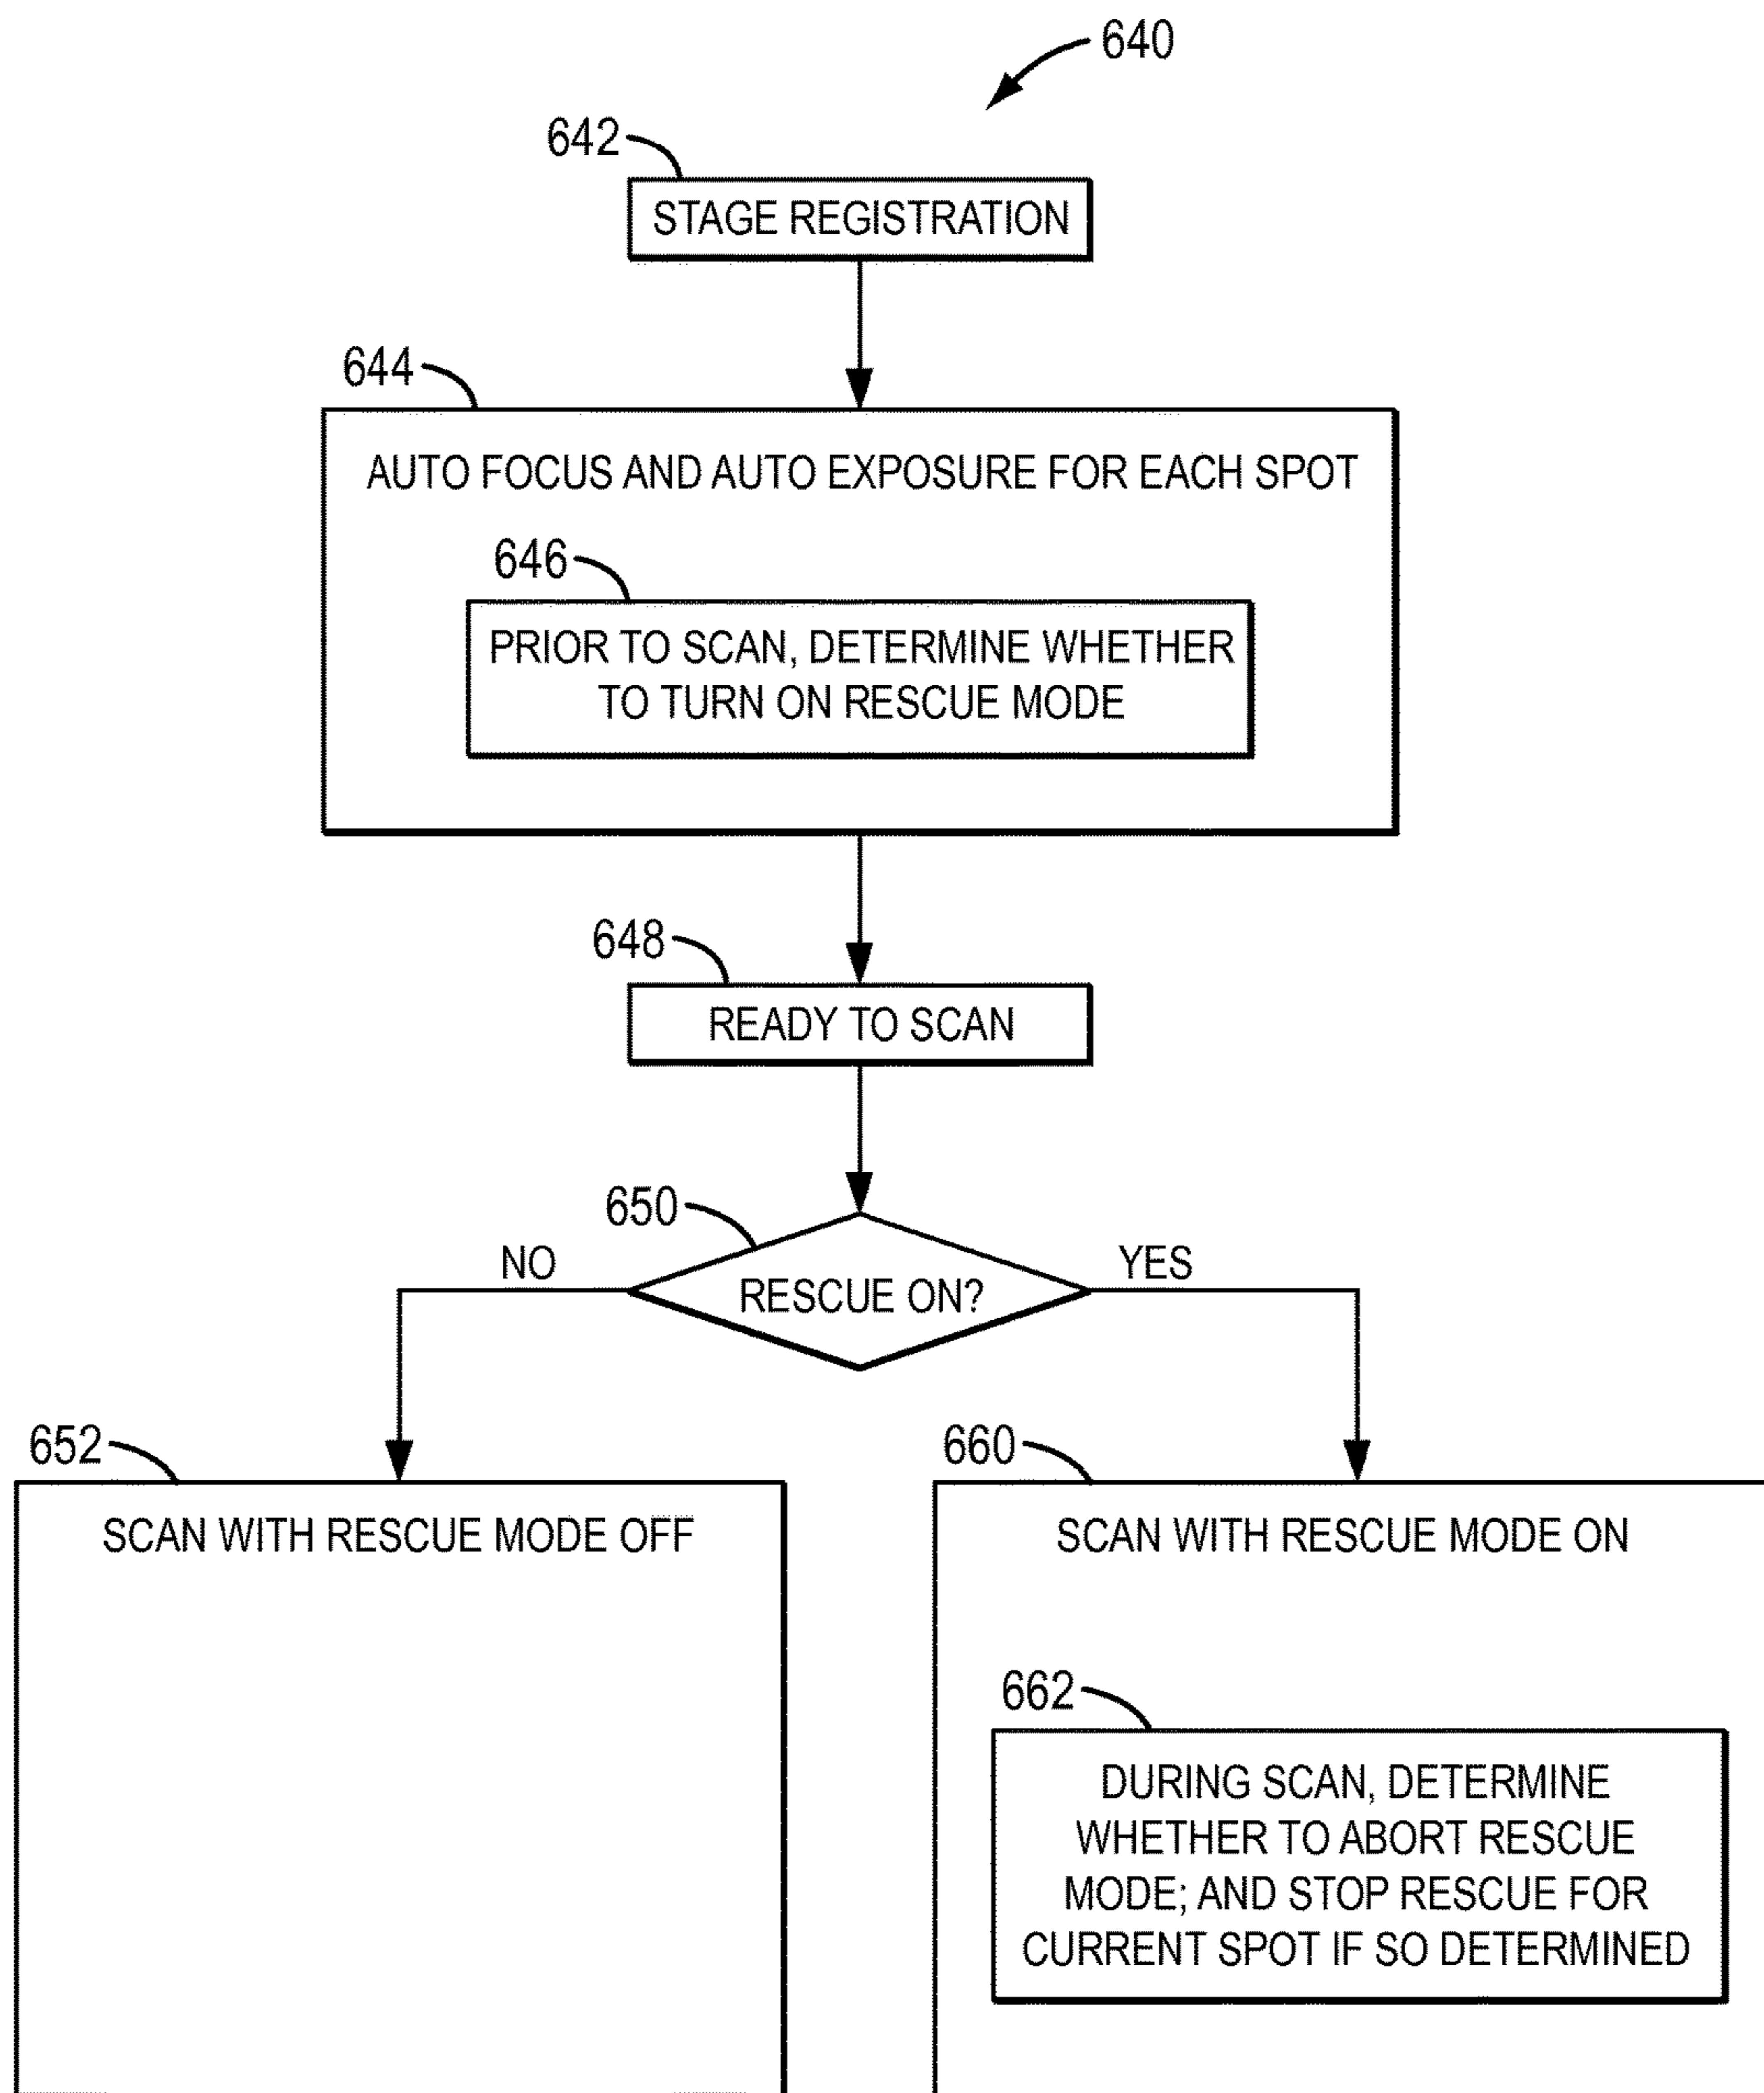 640
642
STAGE REGISTRATION
644
AUTO FOCUS AND AUTO EXPOSURE FOR EACH SPOT
646
PRIOR TO SCAN, DETERMINE WHETHER
TO TURN ON RESCUE MODE
648
READY TO SCAN
650
NO
YES
RESCUE ON?
652
660
SCAN WITH RESCUE MODE OFF
SCAN WITH RESCUE MODE ON
662
DURING SCAN, DETERMINE
WHETHER TO ABORT RESCUE
MODE; AND STOP RESCUE FOR
CURRENT SPOT IF SO DETERMINED